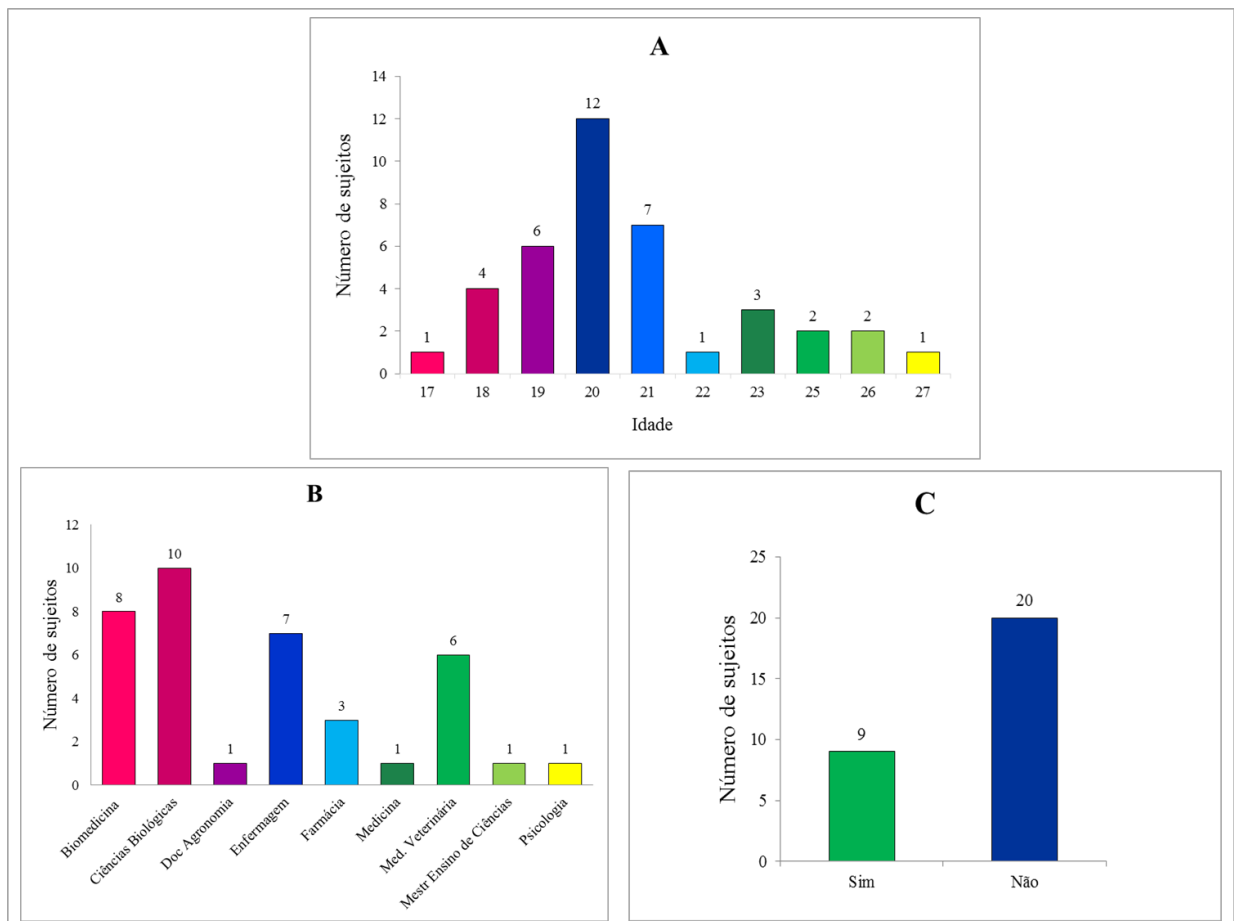 A
Número de sujeitos
14
12
10
8
6
4
2
0
1
4
6
12
7
1
3
2
2
1
17 18 19 20 21 22 23 25 26 27
Idade
B
Número de sujeitos
12
10
8
6
4
2
0
8
10
1
7
3
1
6
1
1
Biomedicina
Ciências Biológicas
Doc Agronomia
Enfermagem
Farmácia
Medicina
Med. Veterinária
Mestr Ensino de Ciências
Psicologia
C
Número de sujeitos
25
20
15
10
5
0
9
20
Sim Não